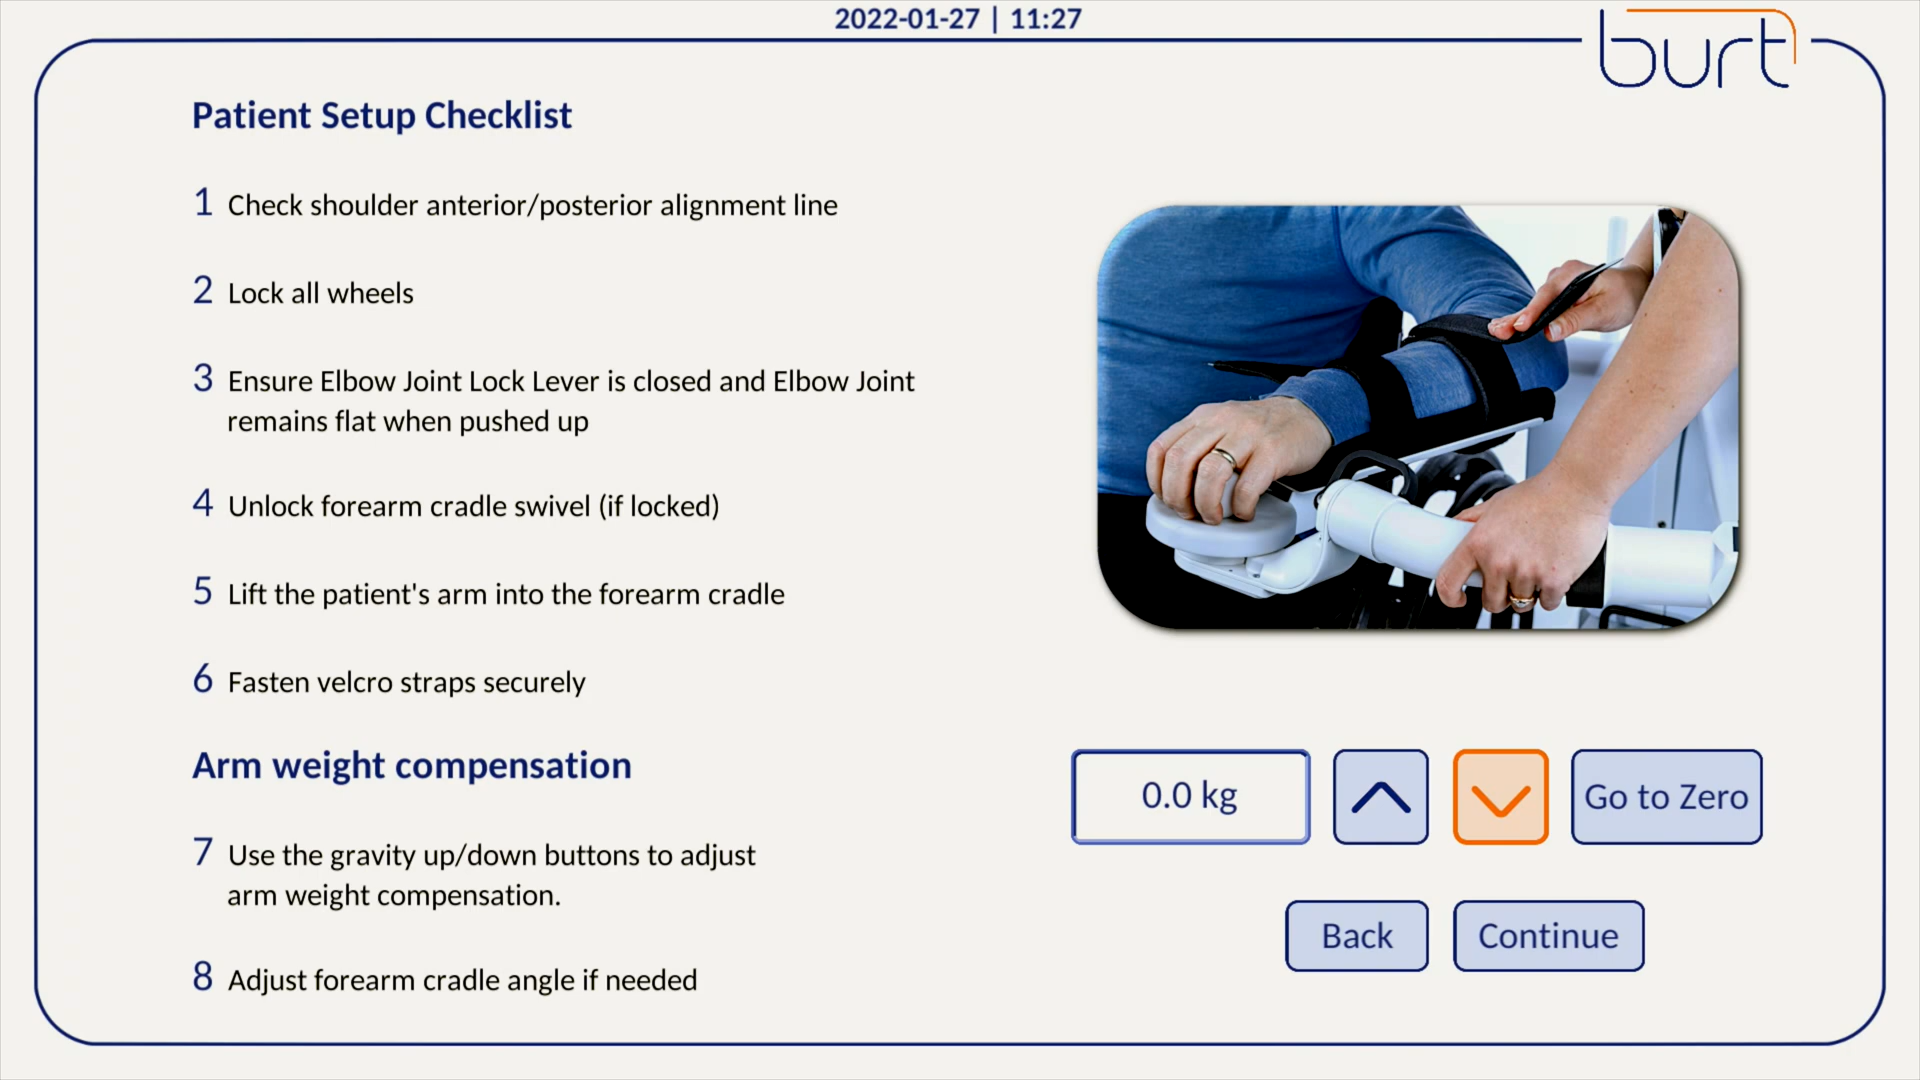 2022-01-27 | 11:27
burt
Patient Setup Checklist
1 Check shoulder anterior/posterior alignment line
2 Lock all wheels
3 Ensure Elbow Joint Lock Lever is closed and Elbow Joint
remains flat when pushed up
4 Unlock forearm cradle swivel (if locked)
5 Lift the patient's arm into the forearm cradle
6 Fasten velcro straps securely
Arm weight compensation
7 Use the gravity up/down buttons to adjust
arm weight compensation.
8 Adjust forearm cradle angle if needed
0.0 kg
Go to Zero
Back
Continue